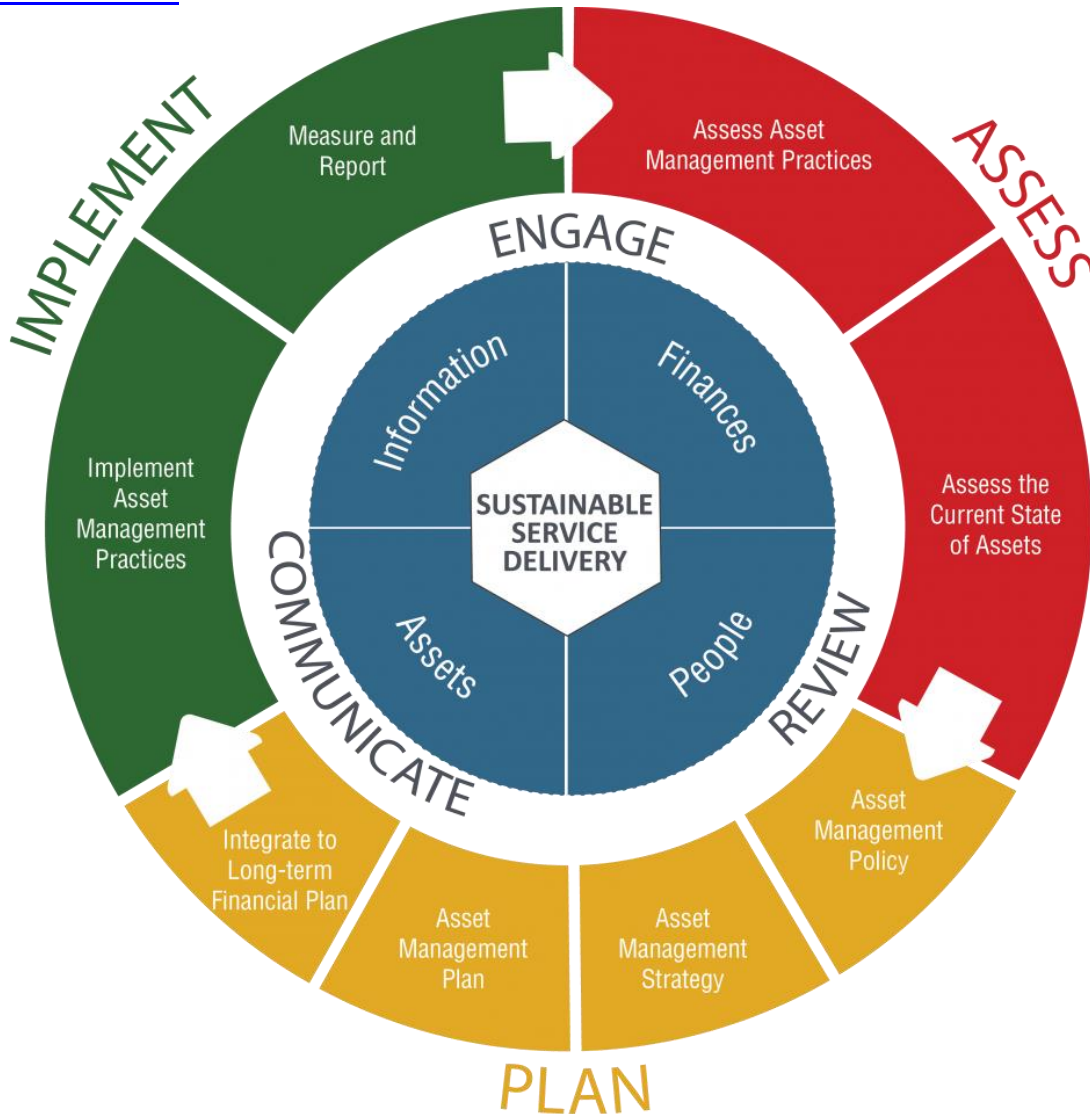 IMPLEMENT
ASSESS
PLAN
Measure and
Report
Assess Asset
Management Practices
Assess the
Current State
of Assets
Asset
Management
Policy
Asset
Management
Strategy
Asset
Management
Plan
Integrate to
Long-term
Financial Plan
Implement
Asset
Management
Practices
ENGAGE
REVIEW
COMMUNICATE
Information
Finances
People
Assets
SUSTAINABLE
SERVICE
DELIVERY